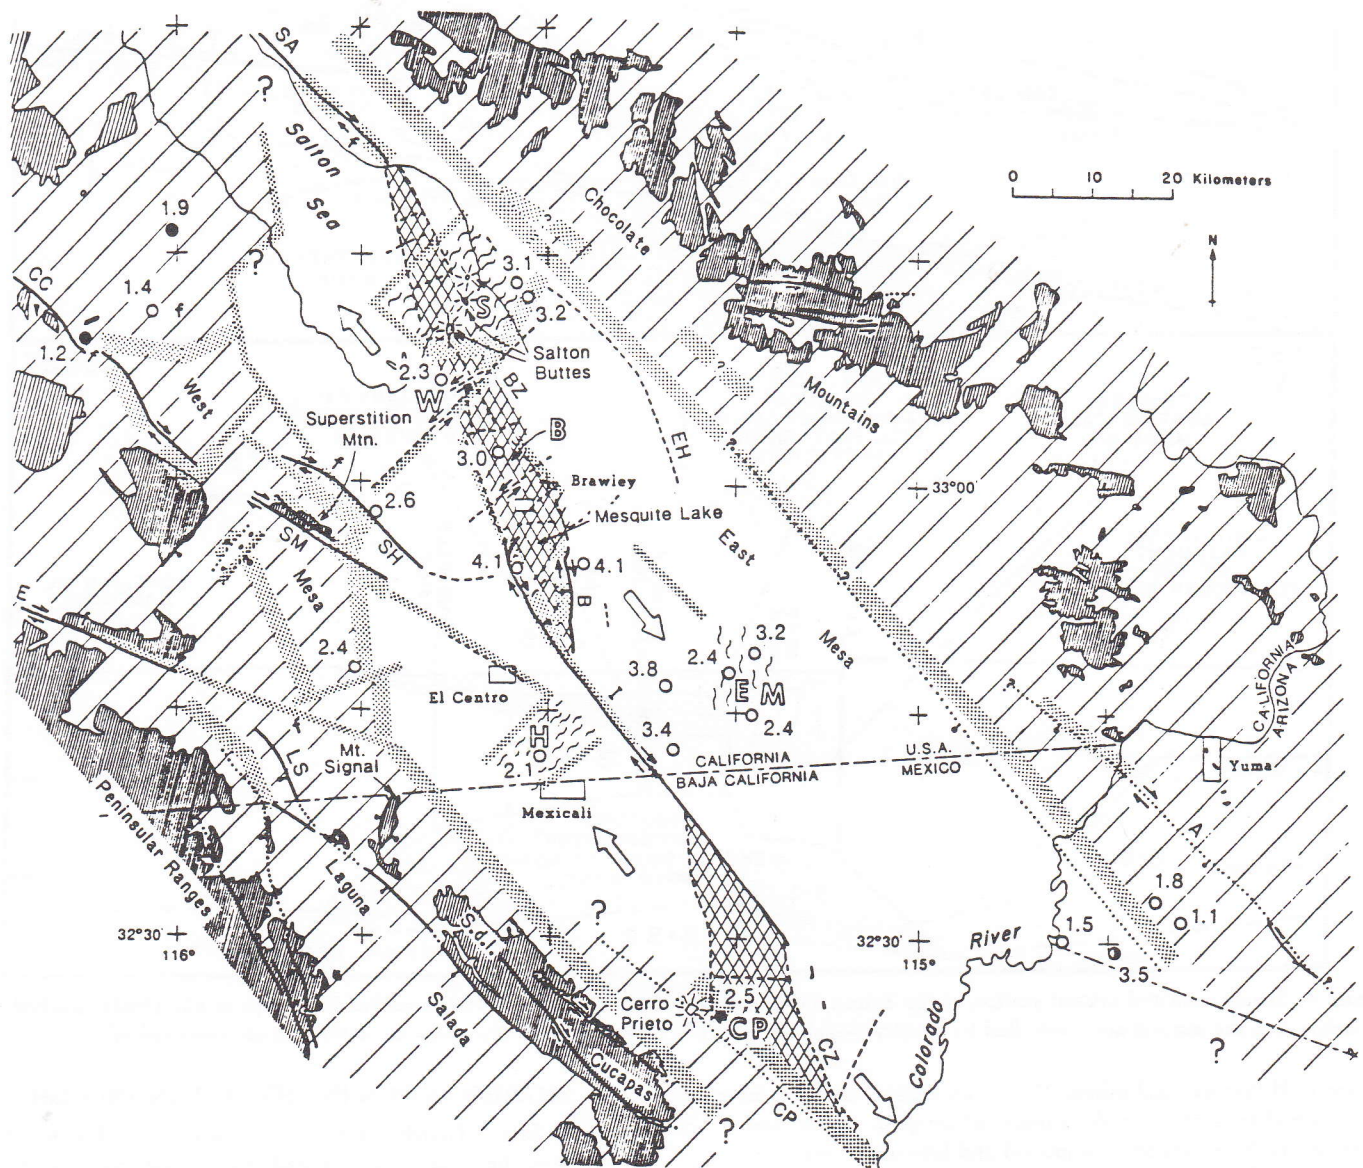 SA
?
Salton
Sea
Chocolate
Mountains
0 10 20 Kilometers
N
1.9
1.4
f
CC
1.2
West
?
3.1
3.2
S
Salton
Buttes
2.3
W
BZ
Superstition
Mtn.
f
B
3.0
EH
Brawley
33°00'
2.6
Mesquite Lake
SM
SH
East
Mesa
4.1
4.1
B
E
Mesa
2.4
3.2
2.4
3.8
E M
2.4
El Centro
I
H
2.1
3.4
CALIFORNIA
BAJA CALIFORNIA
U.S.A.
MEXICO
CALIFORNIA
ARIZONA
Yuma
f
LS
Mt.
Signal
Mexicali
Peninsular Ranges
Laguna
Salada
A
1.8
1.1
1.5
3.5
?
32°30'
116°
S.d.l.
Cucapas
32°30'
115°
River
Colorado
Cerro
Prieto
2.5
CP
CZ
CP
?
?